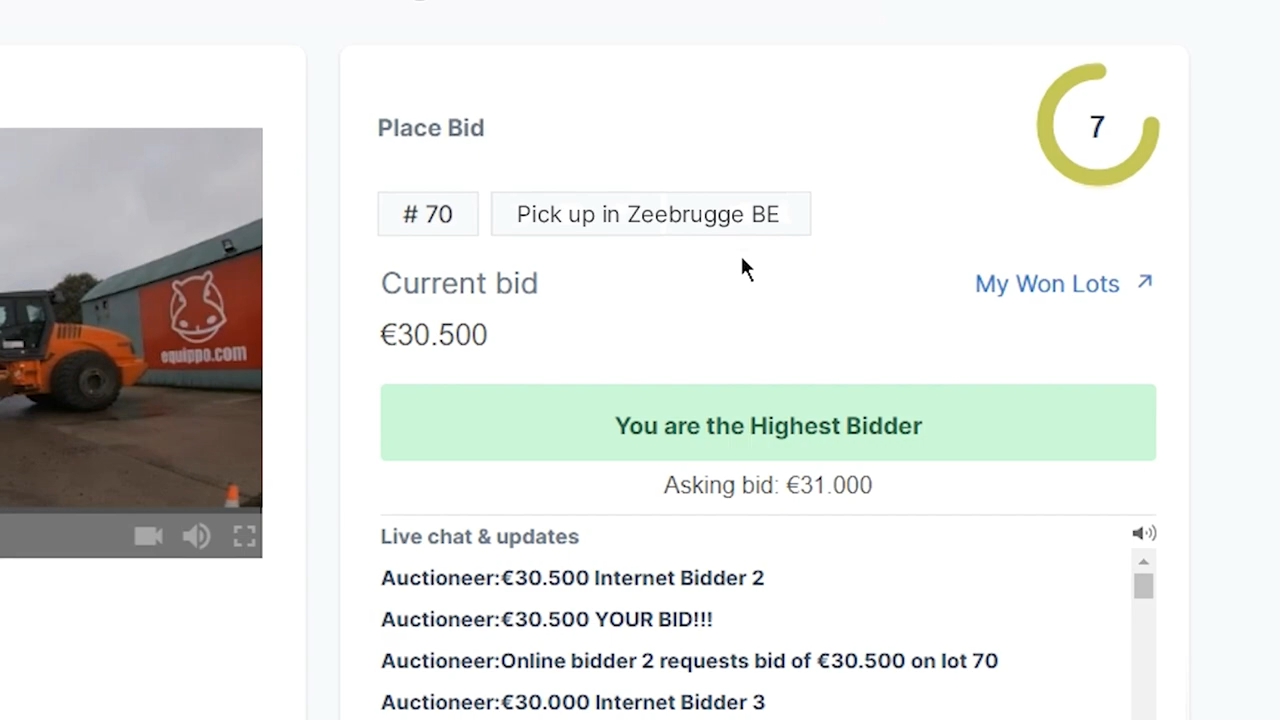 Place Bid
7
# 70
Pick up in Zeebrugge BE
Current bid
My Won Lots
€30.500
equippo.com
You are the Highest Bidder
Asking bid: €31.000
Live chat & updates
Auctioneer:€30.500 Internet Bidder 2
Auctioneer:€30.500 YOUR BID!!!
Auctioneer:Online bidder 2 requests bid of €30.500 on lot 70
Auctioneer:€30.000 Internet Bidder 3